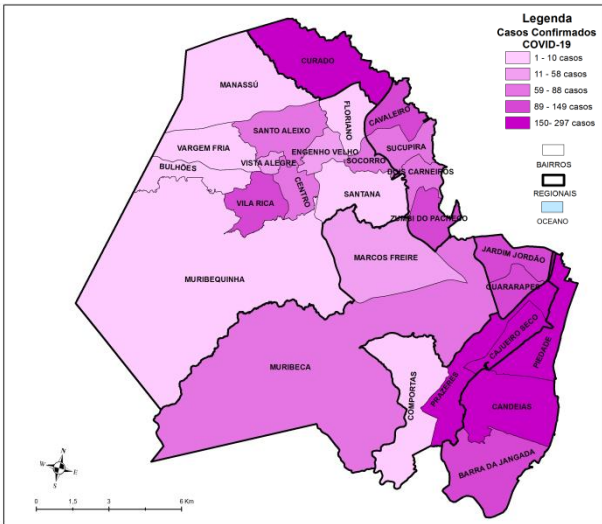 Legenda
Casos Confirmados
COVID-19
1 - 10 casos
11 - 58 casos
59 - 88 casos
89 - 149 casos
150- 297 casos
BAIRROS
REGIONAIS
OCEANO
CURADO
MANASSÚ
FLORIANO
CAVALEIRO
SANTO ALEIXO
VARGEM FRIA
ENGENHO VELHO
SUCUPIRA
BULHÕES
VISTA ALEGRE
SOCORRO
DOIS CARNEIROS
CENTRO
SANTANA
VILA RICA
ZUMBI DO PACHECO
MARCOS FREIRE
JARDIM JORDÃO
MURIBEQUINHA
GUARARAPES
CAJUEIRO SECO
PIEDADE
MURIBECA
COMPORTAS
PRAZERES
CANDEIAS
BARRA DA JANGADA
N
W
E
S
0 1,5 3 6 Km